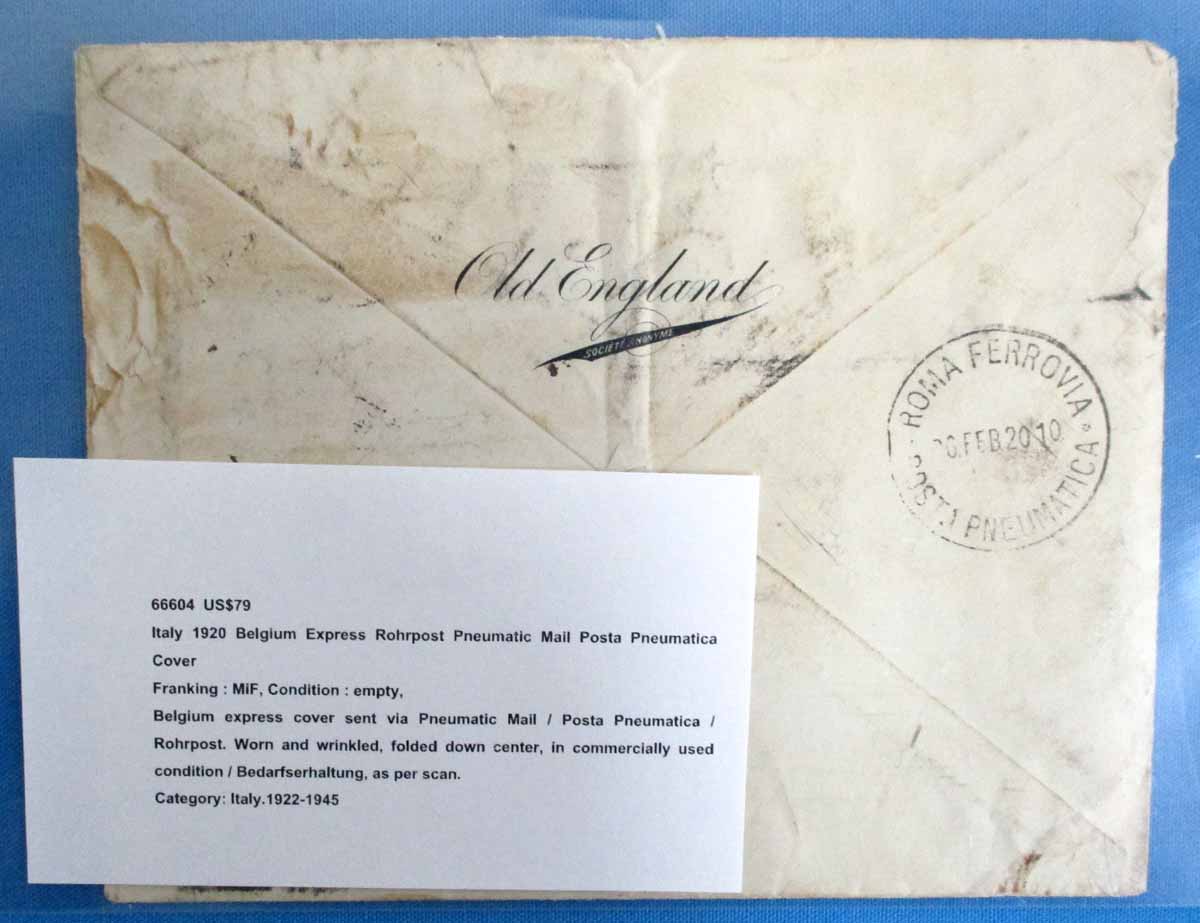 Old England
SOCIÉTÉ ANONYME
ROMA FERROVIA
FEB 20 10
POSTA PNEUMATICA
66604 US$79
Italy 1920 Belgium Express Rohrpost Pneumatic Mail Posta Pneumatica
Cover
Franking : MiF, Condition : empty,
Belgium express cover sent via Pneumatic Mail / Posta Pneumatica /
Rohrpost. Worn and wrinkled, folded down center, in commercially used
condition / Bedarfserhaltung, as per scan.
Category: Italy.1922-1945